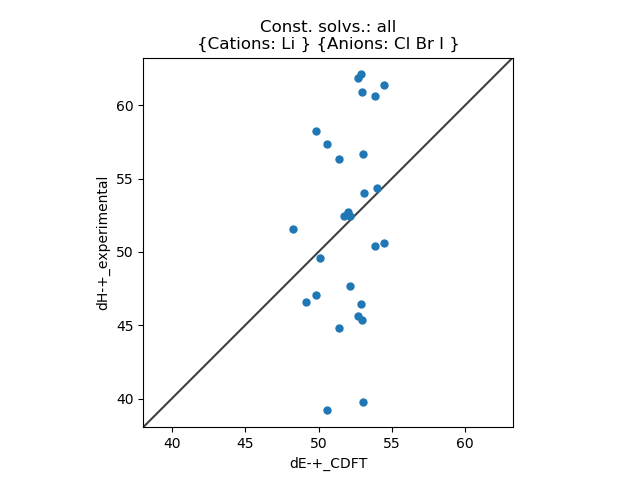 Const. solvs.: all
{Cations: Li } {Anions: Cl Br I }
60
55
50
45
40
dH-+_experimental
40 45 50 55 60
dE-+_CDFT